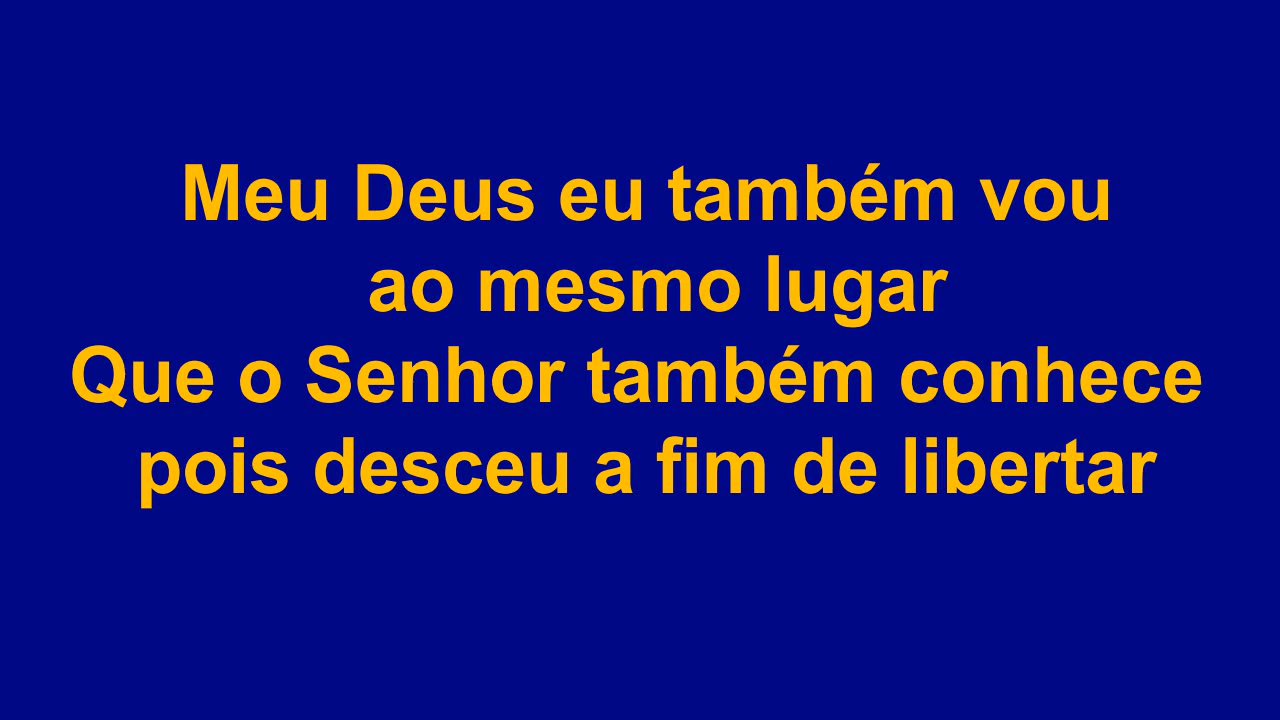 Meu Deus eu também vou
ao mesmo lugar
Que o Senhor também conhece
pois desceu a fim de libertar